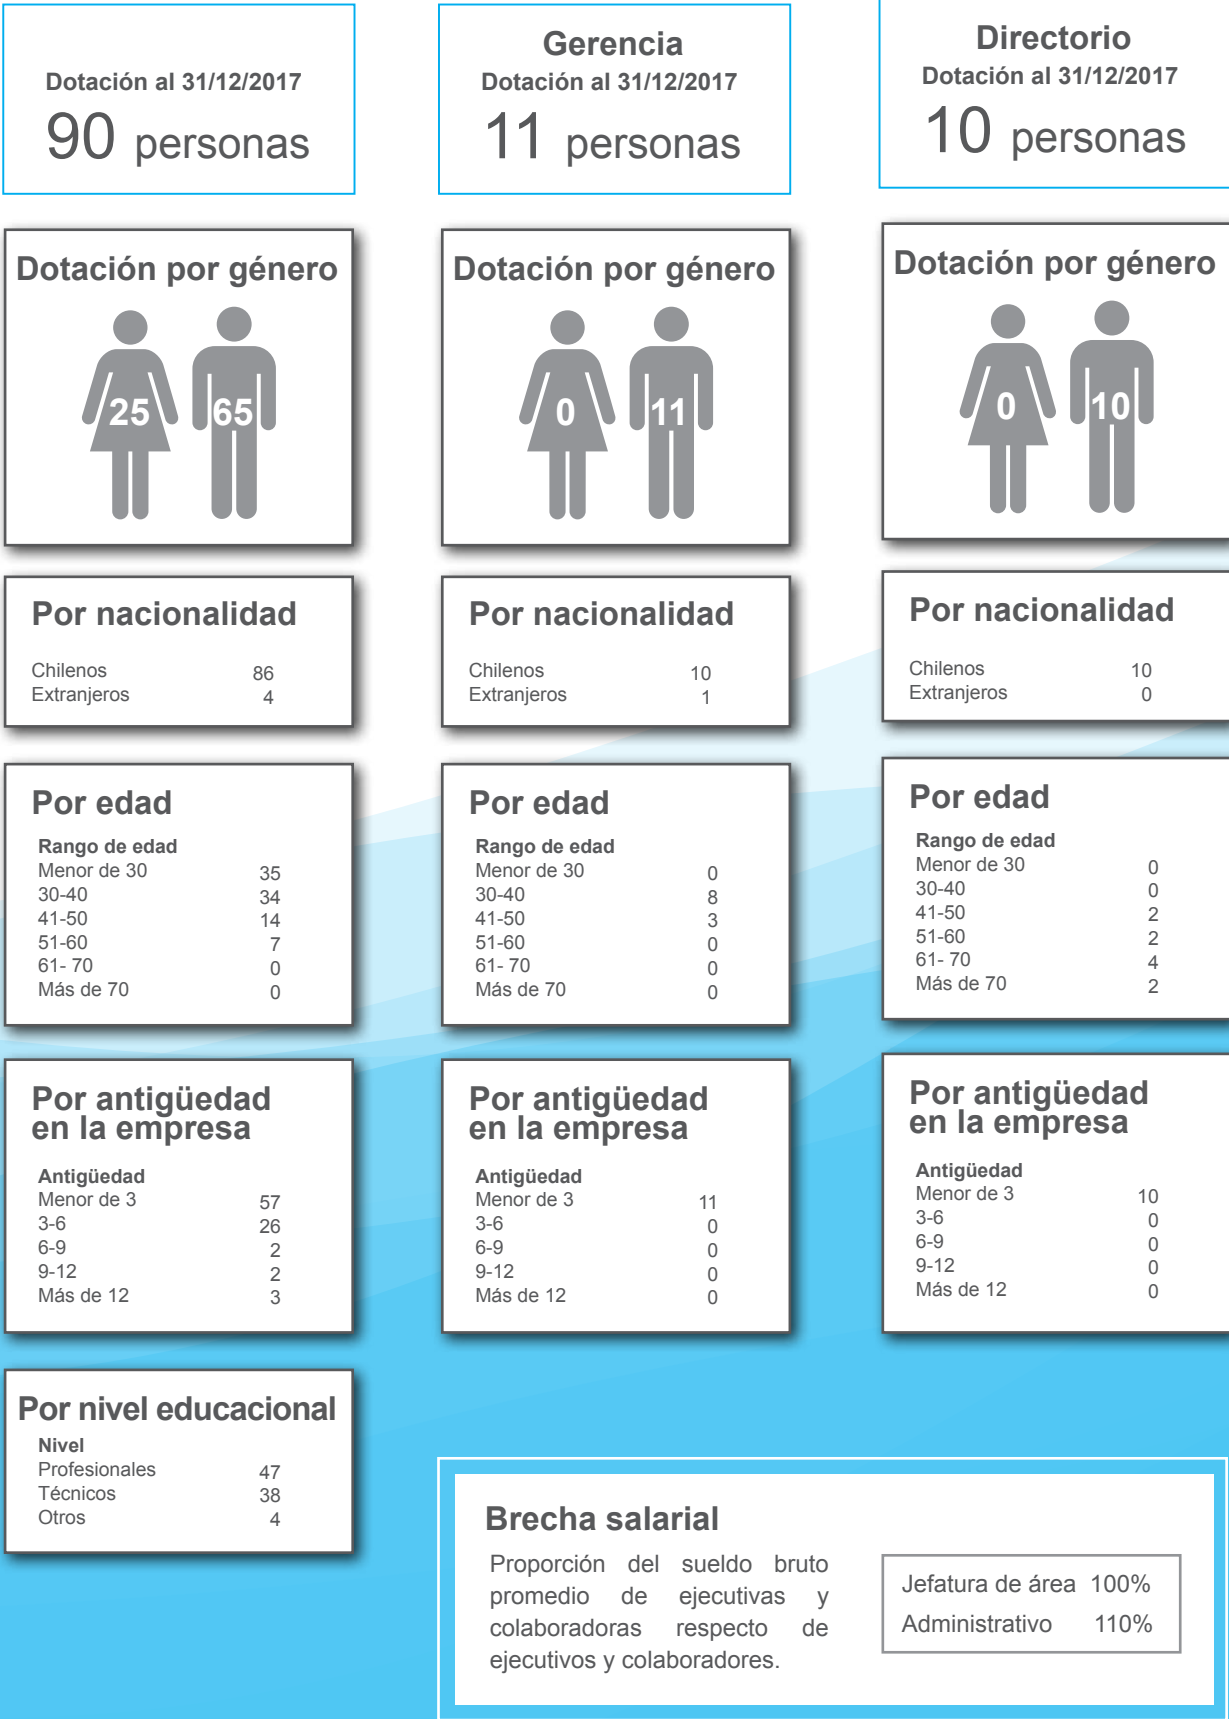 Dotación al 31/12/2017
90 personas
Dotación por género
25 65
Por nacionalidad
Chilenos 86
Extranjeros 4
Por edad
Rango de edad
Menor de 30 35
30-40 34
41-50 14
51-60 7
61- 70 0
Más de 70 0
Por antigüedad
en la empresa
Antigüedad
Menor de 3 57
3-6 26
6-9 2
9-12 2
Más de 12 3
Por nivel educacional
Nivel
Profesionales 47
Técnicos 38
Otros 4
Gerencia
Dotación al 31/12/2017
11 personas
Dotación por género
0 11
Por nacionalidad
Chilenos 10
Extranjeros 1
Por edad
Rango de edad
Menor de 30 0
30-40 8
41-50 3
51-60 0
61- 70 0
Más de 70 0
Por antigüedad
en la empresa
Antigüedad
Menor de 3 11
3-6 0
6-9 0
9-12 0
Más de 12 0
Directorio
Dotación al 31/12/2017
10 personas
Dotación por género
0 10
Por nacionalidad
Chilenos 10
Extranjeros 0
Por edad
Rango de edad
Menor de 30 0
30-40 0
41-50 2
51-60 2
61- 70 4
Más de 70 2
Por antigüedad
en la empresa
Antigüedad
Menor de 3 10
3-6 0
6-9 0
9-12 0
Más de 12 0
Brecha salarial
Proporción del sueldo bruto
promedio de ejecutivas y
colaboradoras respecto de
ejecutivos y colaboradores.
Jefatura de área 100%
Administrativo 110%